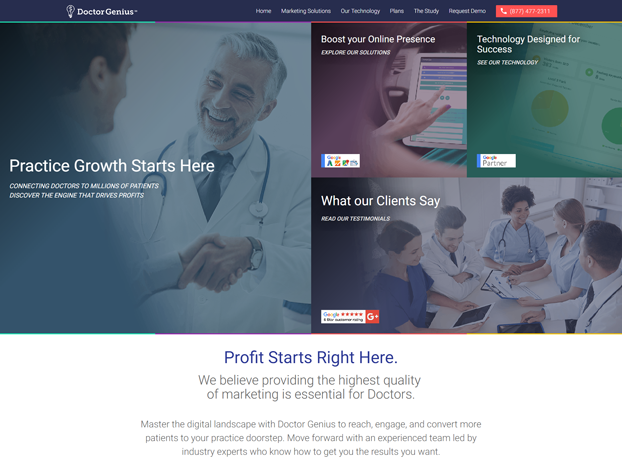 Doctor Genius™
Home Marketing Solutions Our Technology Plans The Study Request Demo (877) 477-2311
Practice Growth Starts Here
CONNECTING DOCTORS TO MILLIONS OF PATIENTS
DISCOVER THE ENGINE THAT DRIVES PROFITS
Boost your Online Presence
EXPLORE OUR SOLUTIONS
Google
Technology Designed for
Success
SEE OUR TECHNOLOGY
Google
Partner
What our Clients Say
READ OUR TESTIMONIALS
Google
5 Star customer rating
G+
Profit Starts Right Here.
We believe providing the highest quality
of marketing is essential for Doctors.
Master the digital landscape with Doctor Genius to reach, engage, and convert more
patients to your practice doorstep. Move forward with an experienced team led by
industry experts who know how to get you the results you want.